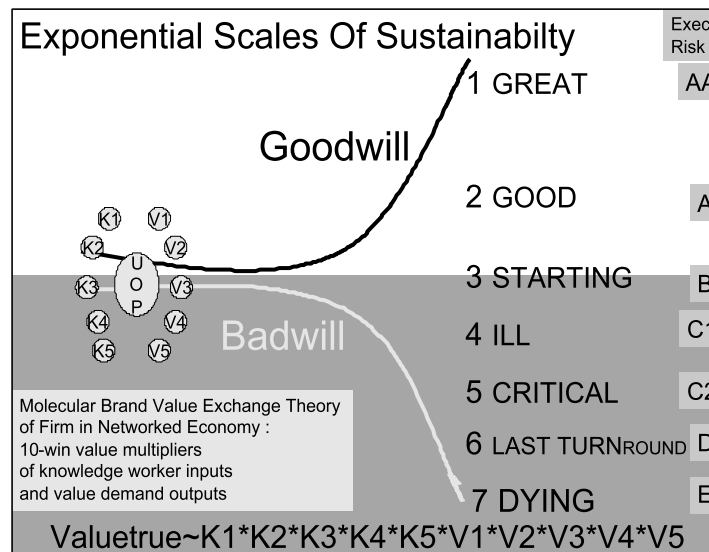 Exponential Scales Of Sustainabilty
Exec
Risk
1 GREAT
AA
Goodwill
2 GOOD
A
K1
V1
K2
V2
U
O
P
3 STARTING
B
K3
V3
K4
V4
Badwill
4 ILL
C1
K5
V5
5 CRITICAL
C2
Molecular Brand Value Exchange Theory
of Firm in Networked Economy :
10-win value multipliers
of knowledge worker inputs
and value demand outputs
6 LAST TURNROUND
D
7 DYING
E
Valuetrue~K1*K2*K3*K4*K5*V1*V2*V3*V4*V5